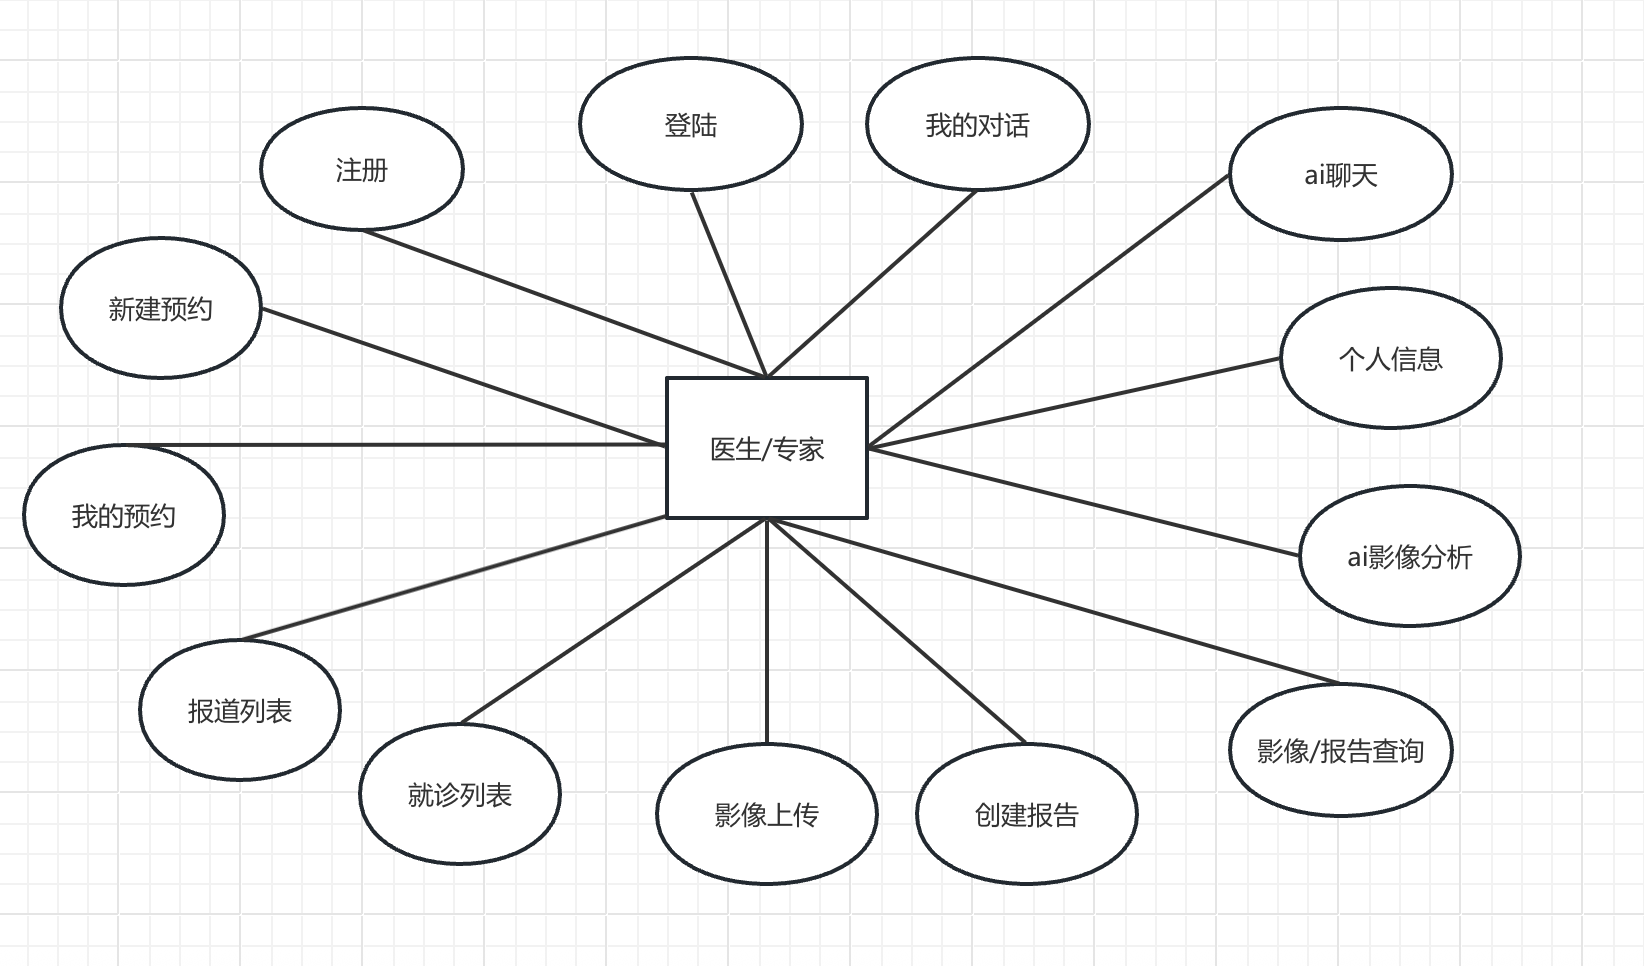 登陆
我的对话
注册
ai聊天
新建预约
个人信息
医生/专家
我的预约
ai影像分析
报道列表
影像/报告查询
就诊列表
影像上传
创建报告